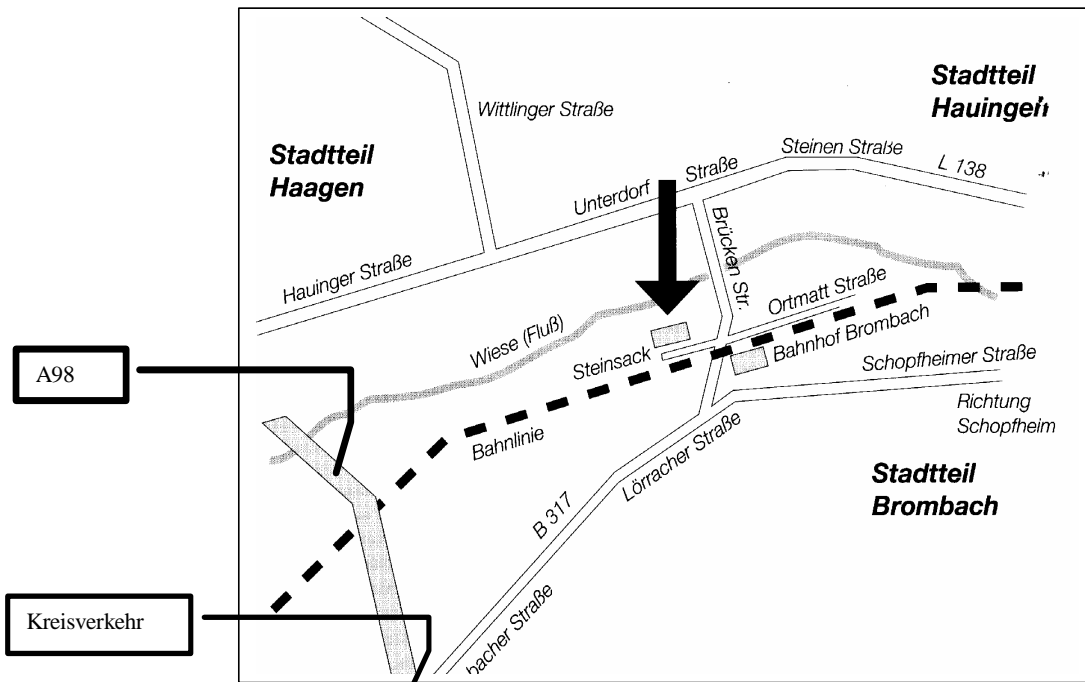 Stadtteil
Hauingen
Wittlinger Straße
Stadtteil
Haagen
Steinen Straße
L 138
Unterdorf Straße
Brücken Str.
Hauinger Straße
Ortmatt Straße
Wiese (Fluß)
Bahnhof Brombach
Steinsack
A98
Schopfheimer Straße
Richtung
Schopfheim
Bahnlinie
Lörracher Straße
Stadtteil
Brombach
B 317
Kreisverkehr
bacher Straße